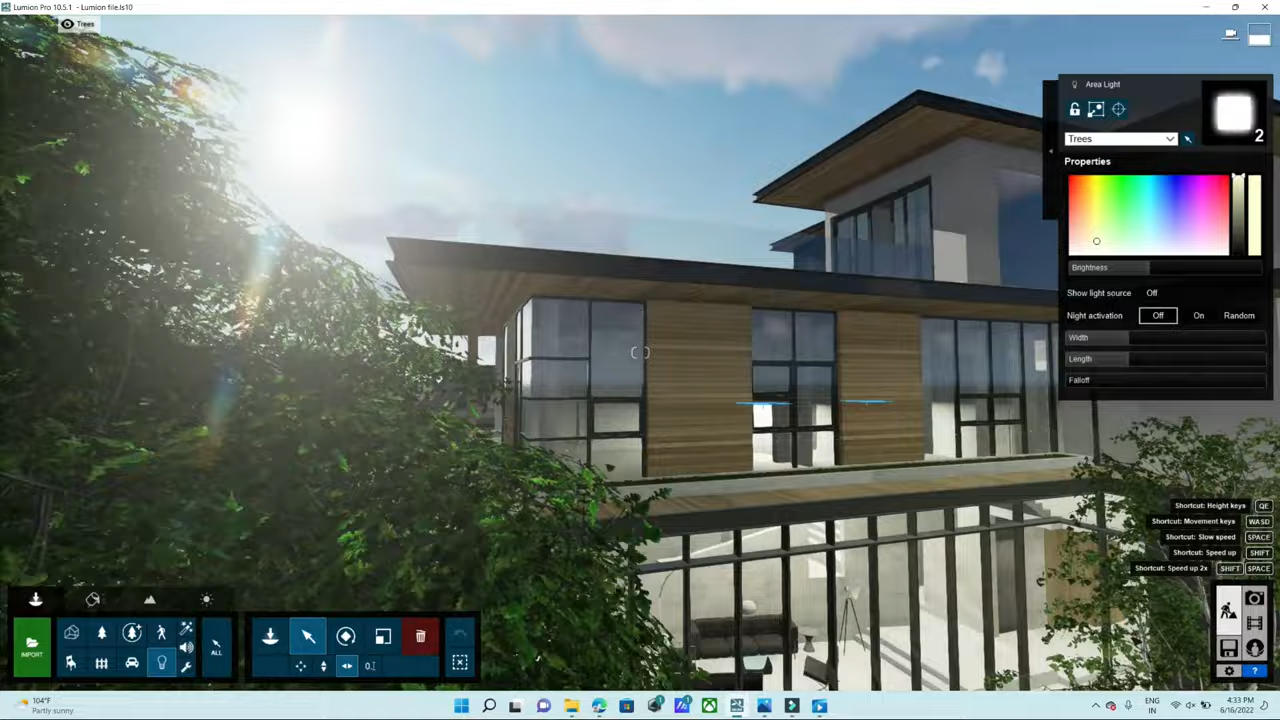 Lumion Pro 10.5.1 - Lumion file.ls10
Trees
Area Light
2
Trees
Properties
Brightness
Show light source Off
Night activation Off On Random
Width
Length
Falloff
Shortcut: Height keys QE
Shortcut: Movement keys WASD
Shortcut: Slow speed SPACE
Shortcut: Speed up SHIFT
Shortcut: Speed up 2x SHIFT SPACE
IMPORT
ALL
?
104°F
Partly sunny
ENG
IN
4:33 PM
6/16/2022